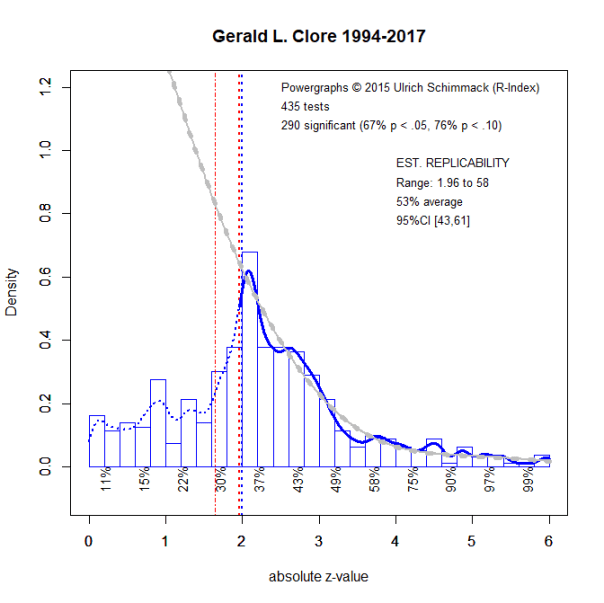 Gerald L. Clore 1994-2017
Powergraphs © 2015 Ulrich Schimmack (R-Index)
435 tests
290 significant (67% p < .05, 76% p < .10)
EST. REPLICABILITY
Range: 1.96 to 58
53% average
95%CI [43,61]
Density
1.2
1.0
0.8
0.6
0.4
0.2
0.0
11% 15% 22% 30% 37% 43% 49% 58% 75% 90% 97% 99%
0 1 2 3 4 5 6
absolute z-value